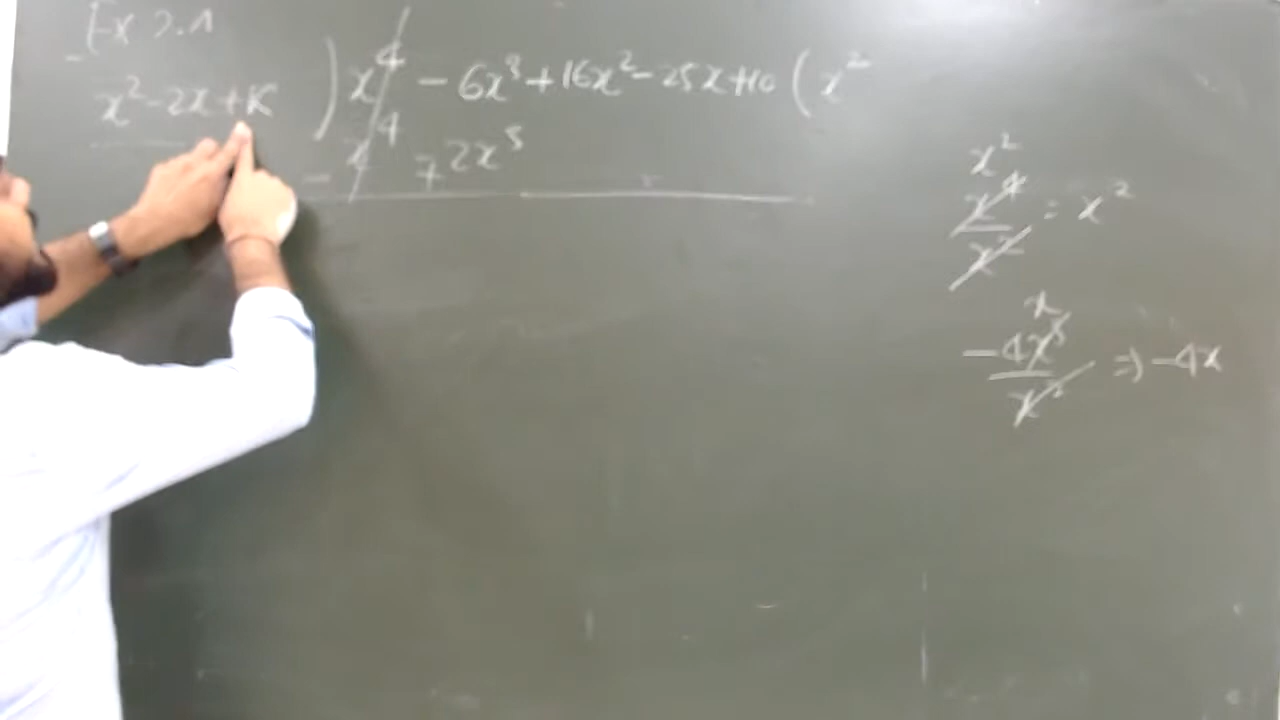 Ex 2.1
x² - 2x + K ) x⁴ - 6x³ + 16x² - 25x + 10 ( x²
- x⁴ + 2x³
x²
x⁴ / x² = x²
x
-4x³ / x² ⇒ -4x